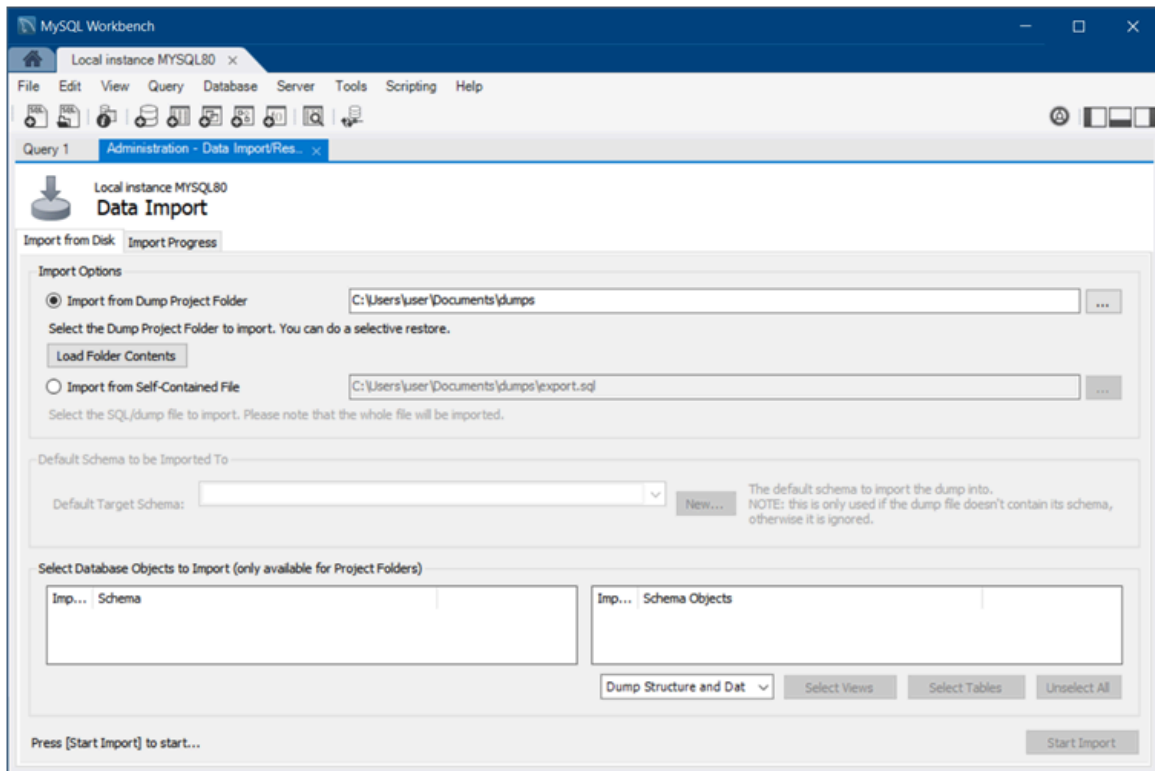 MySQL Workbench
Local instance MYSQL80
File Edit View Query Database Server Tools Scripting Help
Query 1 Administration - Data Import/Res..
Local instance MYSQL80
Data Import
Import from Disk Import Progress
Import Options
Import from Dump Project Folder C:\Users\user\Documents\dumps ...
Select the Dump Project Folder to import. You can do a selective restore.
Load Folder Contents
Import from Self-Contained File C:\Users\user\Documents\dumps\export.sql ...
Select the SQL/dump file to import. Please note that the whole file will be imported.
Default Schema to be Imported To
Default Target Schema: New...
The default schema to import the dump into.
NOTE: this is only used if the dump file doesn't contain its schema,
otherwise it is ignored.
Select Database Objects to Import (only available for Project Folders)
Imp... Schema Imp... Schema Objects
Dump Structure and Dat Select Views Select Tables Unselect All
Press [Start Import] to start... Start Import